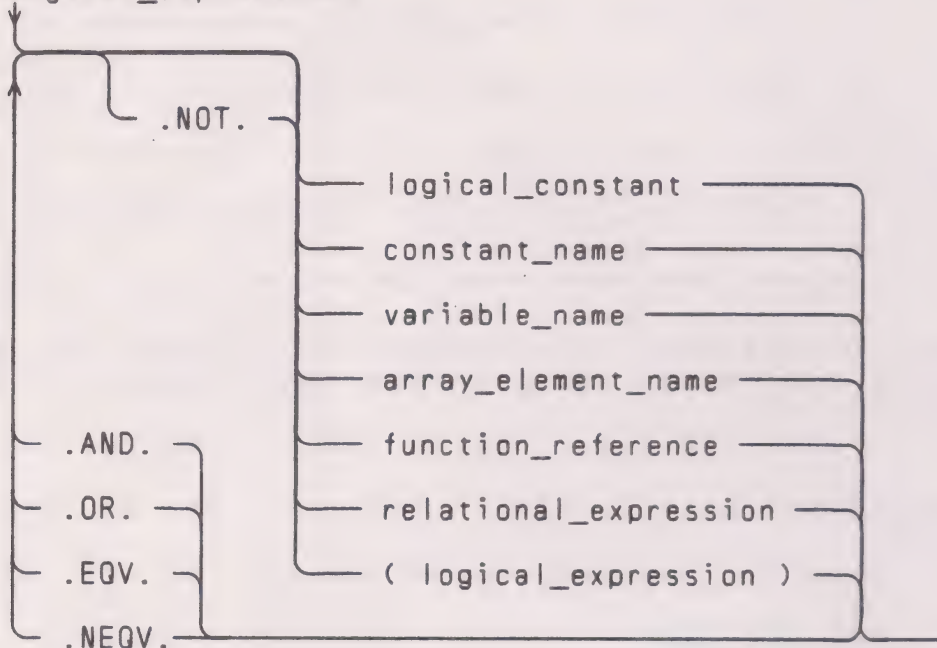 .NOT.
logical_constant
constant_name
variable_name
array_element_name
.AND. function_reference
.OR. relational_expression
.EQV. ( logical_expression )
.NEQV.